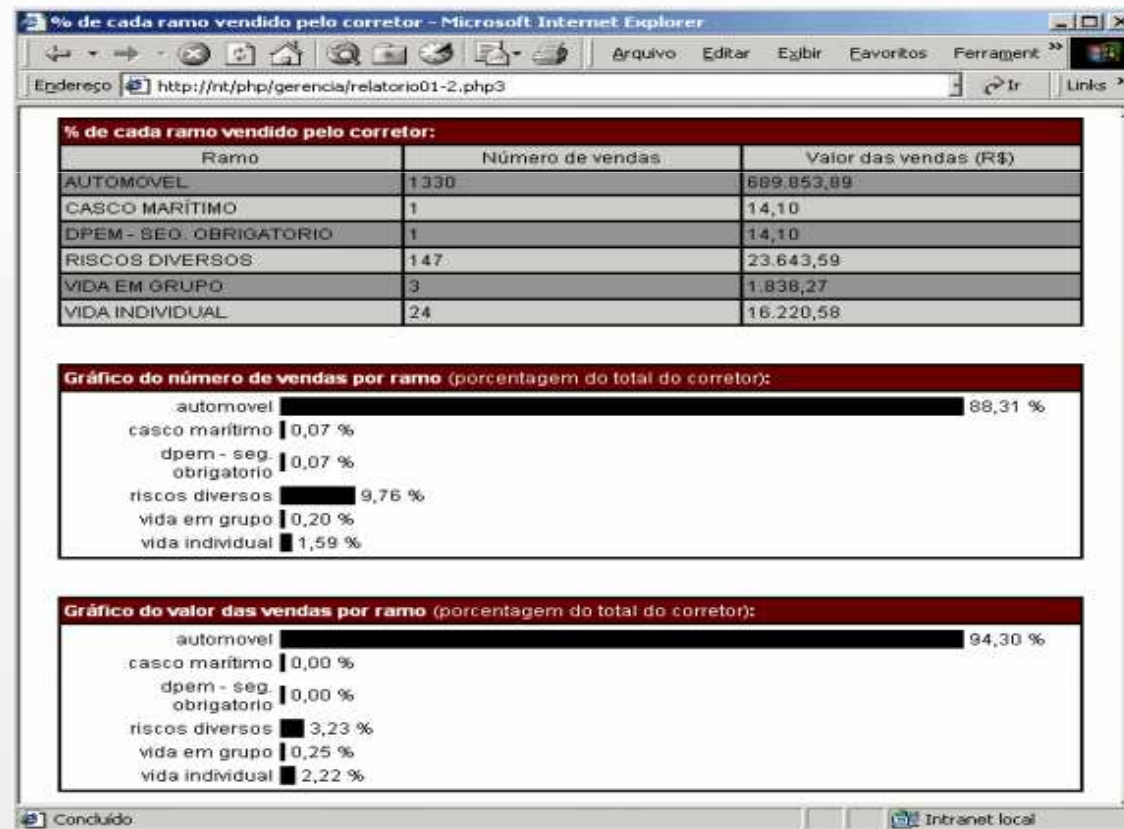 % de cada ramo vendido pelo corretor - Microsoft Internet Explorer
Arquivo Editar Exibir Favoritos Ferrament »
Endereço http://nt/php/gerencia/relatorio01-2.php3 Ir Links »
% de cada ramo vendido pelo corretor:
Ramo Número de vendas Valor das vendas (R$)
AUTOMOVEL 1330 689.853,89
CASCO MARÍTIMO 1 14,10
DPEM - SEG. OBRIGATORIO 1 14,10
RISCOS DIVERSOS 147 23.643,59
VIDA EM GRUPO 3 1.838,27
VIDA INDIVIDUAL 24 16.220,58
Gráfico do número de vendas por ramo (porcentagem do total do corretor):
automovel 88,31 %
casco marítimo 0,07 %
dpem - seg.
obrigatorio 0,07 %
riscos diversos 9,76 %
vida em grupo 0,20 %
vida individual 1,59 %
Gráfico do valor das vendas por ramo (porcentagem do total do corretor):
automovel 94,30 %
casco marítimo 0,00 %
dpem - seg.
obrigatorio 0,00 %
riscos diversos 3,23 %
vida em grupo 0,25 %
vida individual 2,22 %
Concluído Intranet local